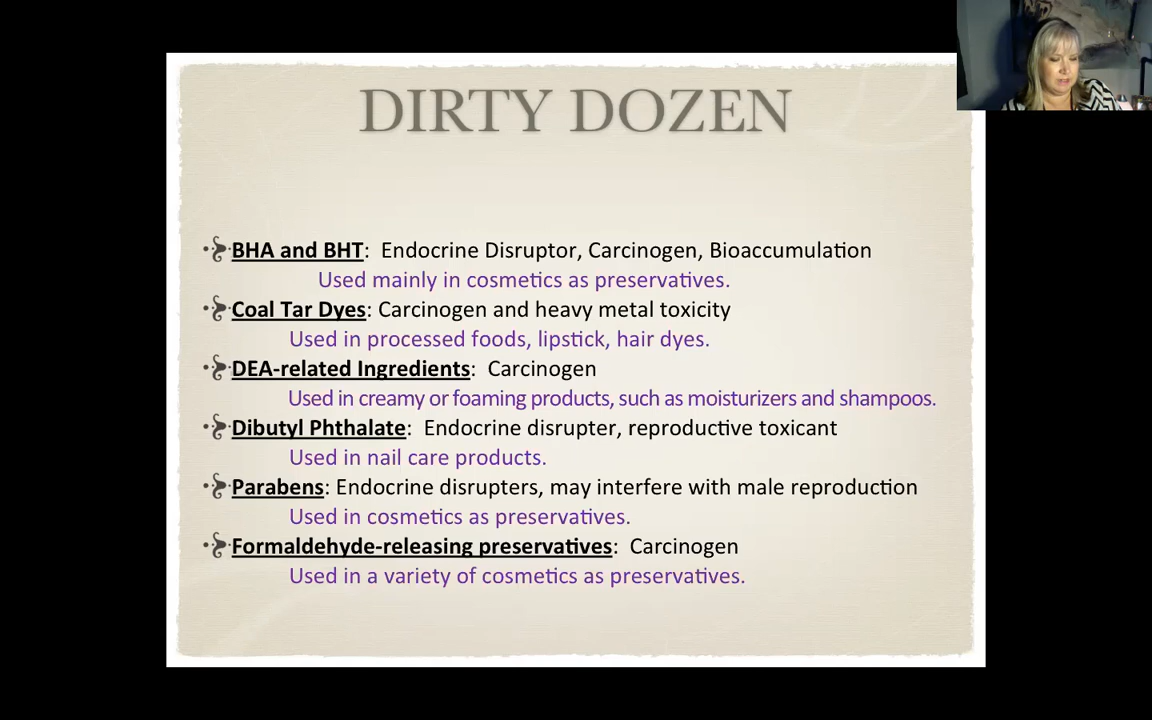 DIRTY DOZEN
BHA and BHT: Endocrine Disruptor, Carcinogen, Bioaccumulation
Used mainly in cosmetics as preservatives.
Coal Tar Dyes: Carcinogen and heavy metal toxicity
Used in processed foods, lipstick, hair dyes.
DEA-related Ingredients: Carcinogen
Used in creamy or foaming products, such as moisturizers and shampoos.
Dibutyl Phthalate: Endocrine disrupter, reproductive toxicant
Used in nail care products.
Parabens: Endocrine disrupters, may interfere with male reproduction
Used in cosmetics as preservatives.
Formaldehyde-releasing preservatives: Carcinogen
Used in a variety of cosmetics as preservatives.